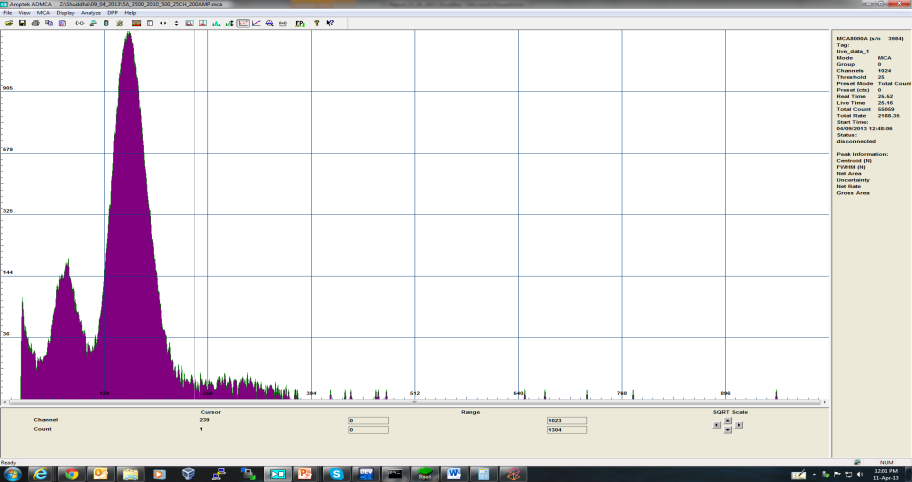 Amptek ADMCA Z:\Shuddha\09_04_2013\5A_3500_2010_500_25CH_200AMP.mca
File View MCA Display Analyze DPP Help
MCA8000A (s/n 3984)
Tag:
live_data_1
Mode MCA
Group 0
Channels 1024
Threshold 25
Preset Mode Total Count
Preset (cts) 0
Real Time 25.52
Live Time 25.16
Total Count 55059
Total Rate 2188.35
Start Time:
04/09/2013 12:48:06
Status:
disconnected
Peak Information:
Centroid (N)
FWHM (N)
Net Area
Uncertainty
Net Rate
Gross Area
905
579
325
144
36
128 256 384 512 640 768 896
Cursor Range SQRT Scale
Channel 239 0 1023
Count 1 0 1304
Ready NUM
12:01 PM
11-Apr-13